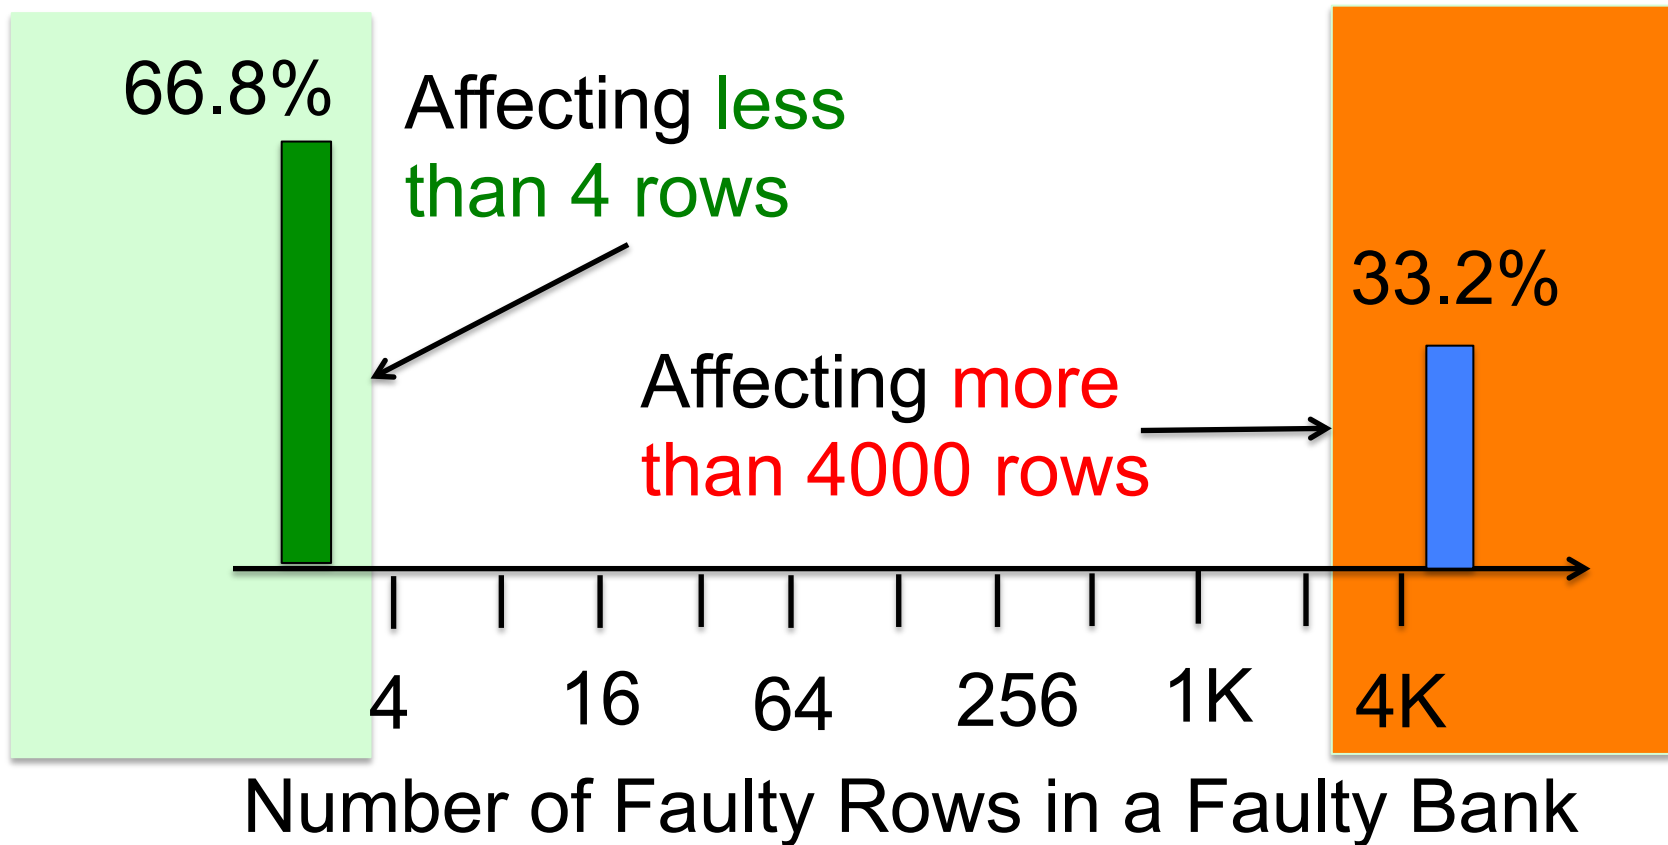 66.8%
Affecting less
than 4 rows
33.2%
Affecting more
than 4000 rows
4 16 64 256 1K 4K
Number of Faulty Rows in a Faulty Bank